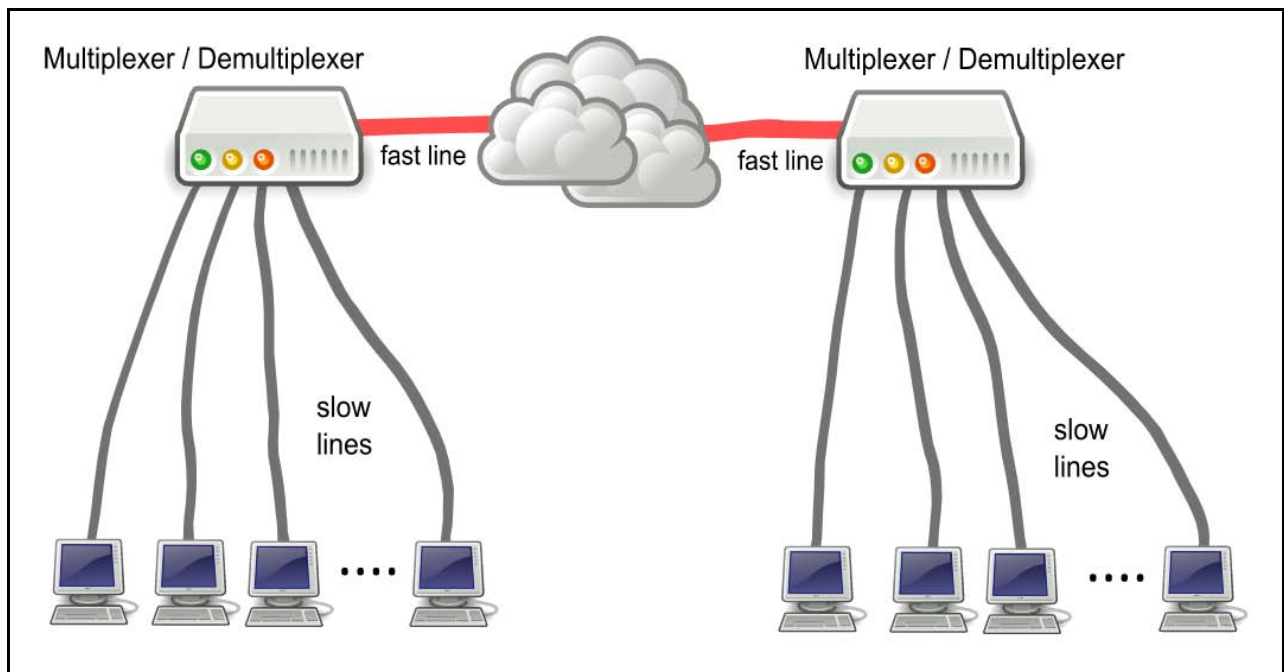 Multiplexer / Demultiplexer
Multiplexer / Demultiplexer
fast line
fast line
slow
lines
slow
lines